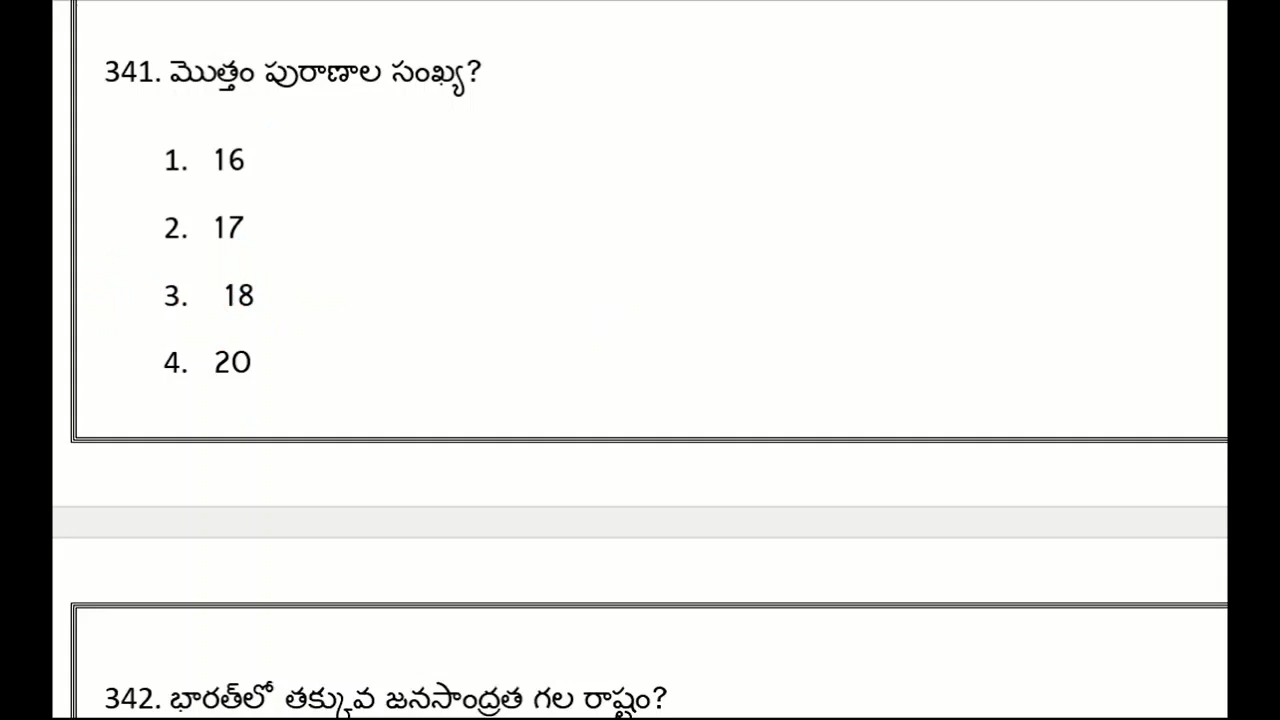 341. మొత్తం పురాణాల సంఖ్య?
1. 16
2. 17
3. 18
4. 20
342. భారత్‌లో తక్కువ జనసాంద్రత గల రాష్టం?